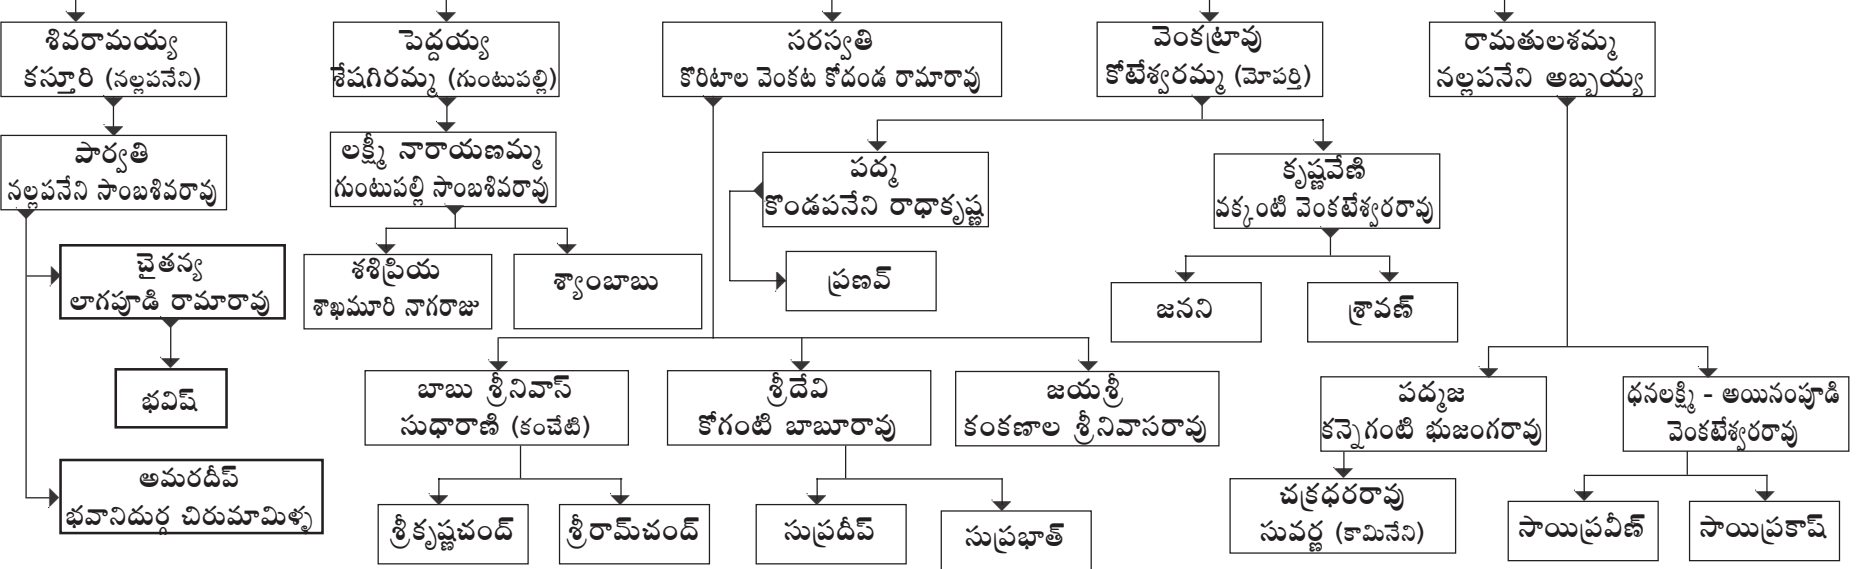 శివరామయ్య
కస్తూరి (నల్లపనేని)
పెద్దయ్య
శేషగిరమ్మ (గుంటుపల్లి)
సరస్వతి
కొరిటాల వెంకట కోదండ రామారావు
వెంకట్రావు
కోటేశ్వరమ్మ (మోపర్తి)
రామతులశమ్మ
నల్లపనేని అబ్బయ్య
పార్వతి
నల్లపనేని సాంబశివరావు
లక్ష్మీ నారాయణమ్మ
గుంటుపల్లి సాంబశివరావు
పద్మ
కొండపనేని రాధాకృష్ణ
కృష్ణవేణి
వక్కంటి వెంకటేశ్వరరావు
చైతన్య
లాగపూడి రామారావు
శశిప్రియ
శాఖమూరి నాగరాజు
శ్యాంబాబు
ప్రణవ్
జనని
శ్రావణ్
భవిష్
బాబు శ్రీనివాస్
సుధారాణి (కంచేటి)
శ్రీదేవి
కోగంటి బాబూరావు
జయశ్రీ
కంకణాల శ్రీనివాసరావు
పద్మజ
కన్నెగంటి భుజంగరావు
ధనలక్ష్మి - అయినంపూడి
వెంకటేశ్వరరావు
అమరదీప్
భవానిదుర్గ చిరుమామిళ్ళ
శ్రీకృష్ణచంద్
శ్రీరామ్‌చంద్
సుప్రదీప్
సుప్రభాత్
చక్రధరరావు
సువర్ణ (కామినేని)
సాయిప్రవీణ్
సాయిప్రకాష్